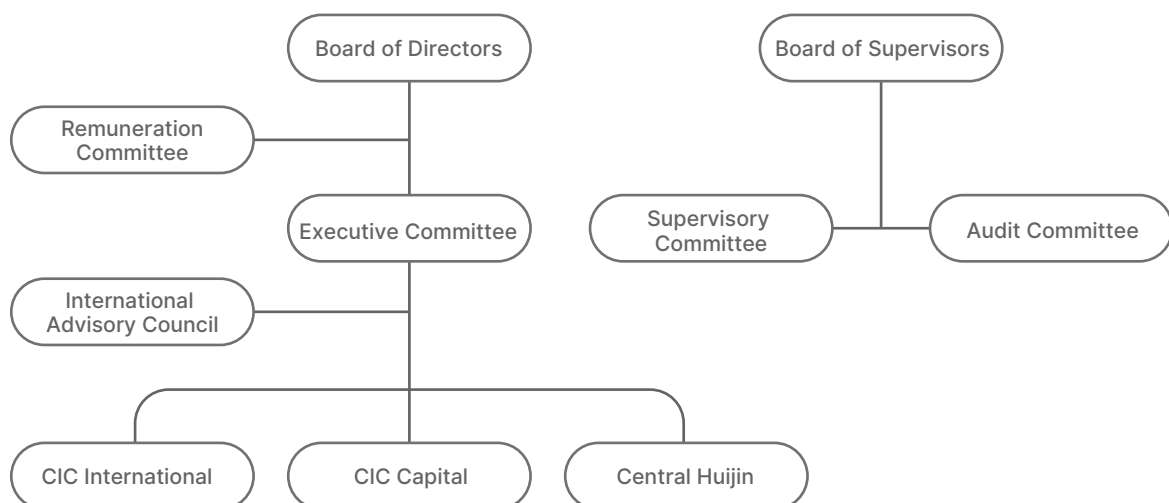 Board of Directors
Board of Supervisors
Remuneration
Committee
Executive Committee
Supervisory
Committee
Audit Committee
International
Advisory Council
CIC International
CIC Capital
Central Huijin